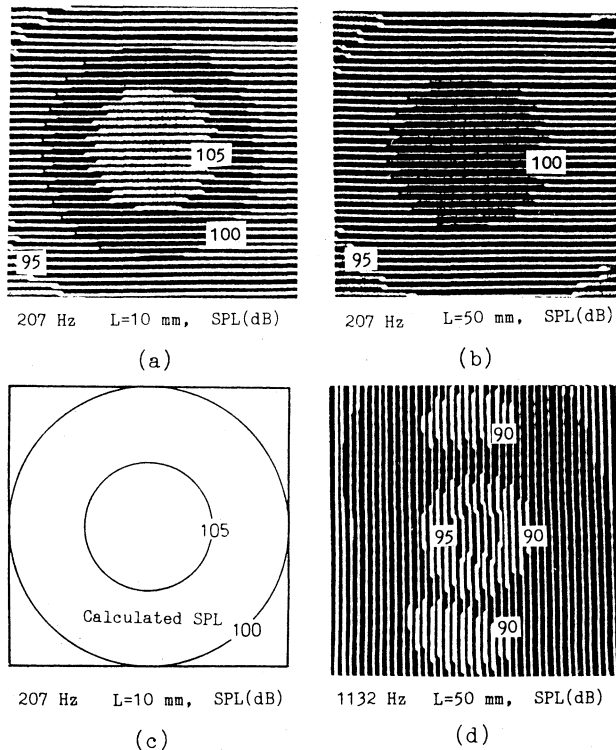 105
100
95
207 Hz L=10 mm, SPL(dB)
(a)
100
95
207 Hz L=50 mm, SPL(dB)
(b)
105
Calculated SPL
100
207 Hz L=10 mm, SPL(dB)
(c)
90
95 90
90
1132 Hz L=50 mm, SPL(dB)
(d)